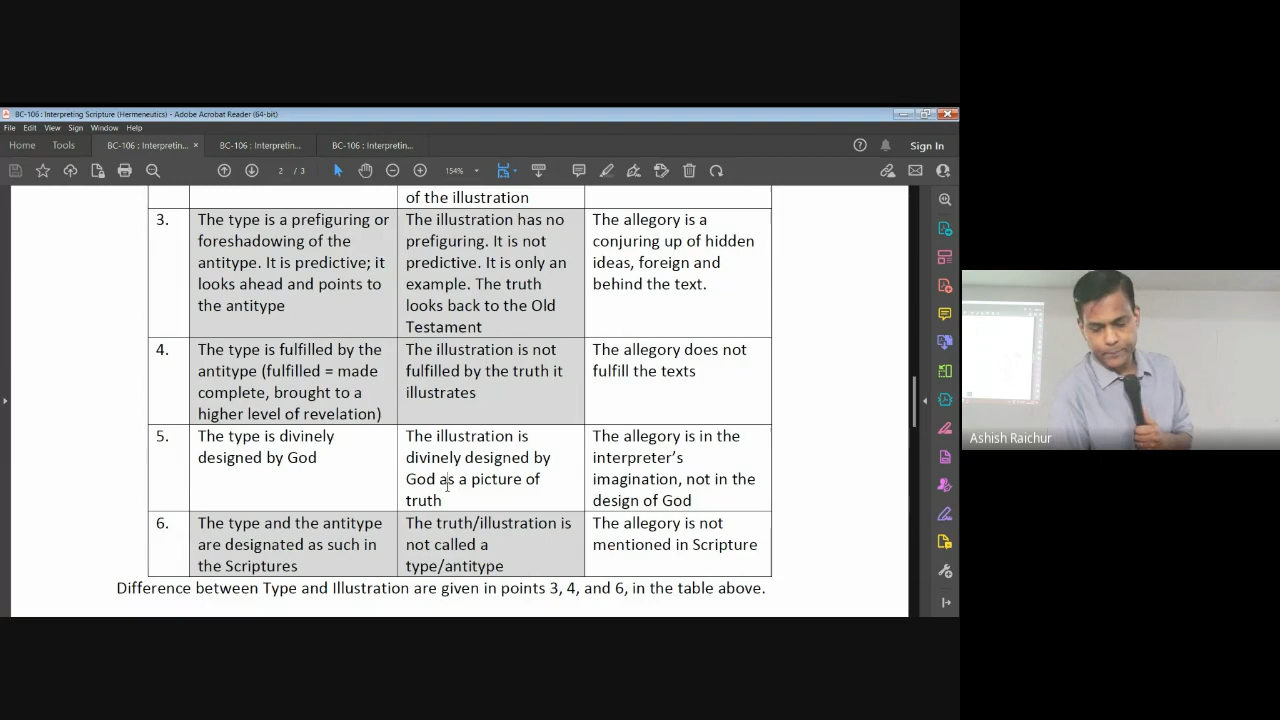 BC-106 : Interpreting Scripture (Hermeneutics) - Adobe Acrobat Reader (64-bit)
File Edit View Sign Window Help
Home Tools BC-106 : Interpretin... × BC-106 : Interpretin... BC-106 : Interpretin... Sign In
2 / 3 154%
of the illustration
3. The type is a prefiguring or The illustration has no The allegory is a
foreshadowing of the prefiguring. It is not conjuring up of hidden
antitype. It is predictive; it predictive. It is only an ideas, foreign and
looks ahead and points to example. The truth behind the text.
the antitype looks back to the Old
Testament
4. The type is fulfilled by the The illustration is not The allegory does not
antitype (fulfilled = made fulfilled by the truth it fulfill the texts
complete, brought to a illustrates
higher level of revelation)
5. The type is divinely The illustration is The allegory is in the
designed by God divinely designed by interpreter's
God as a picture of imagination, not in the
truth design of God
6. The type and the antitype The truth/illustration is The allegory is not
are designated as such in not called a mentioned in Scripture
the Scriptures type/antitype
Difference between Type and Illustration are given in points 3, 4, and 6, in the table above.
Ashish Raichur